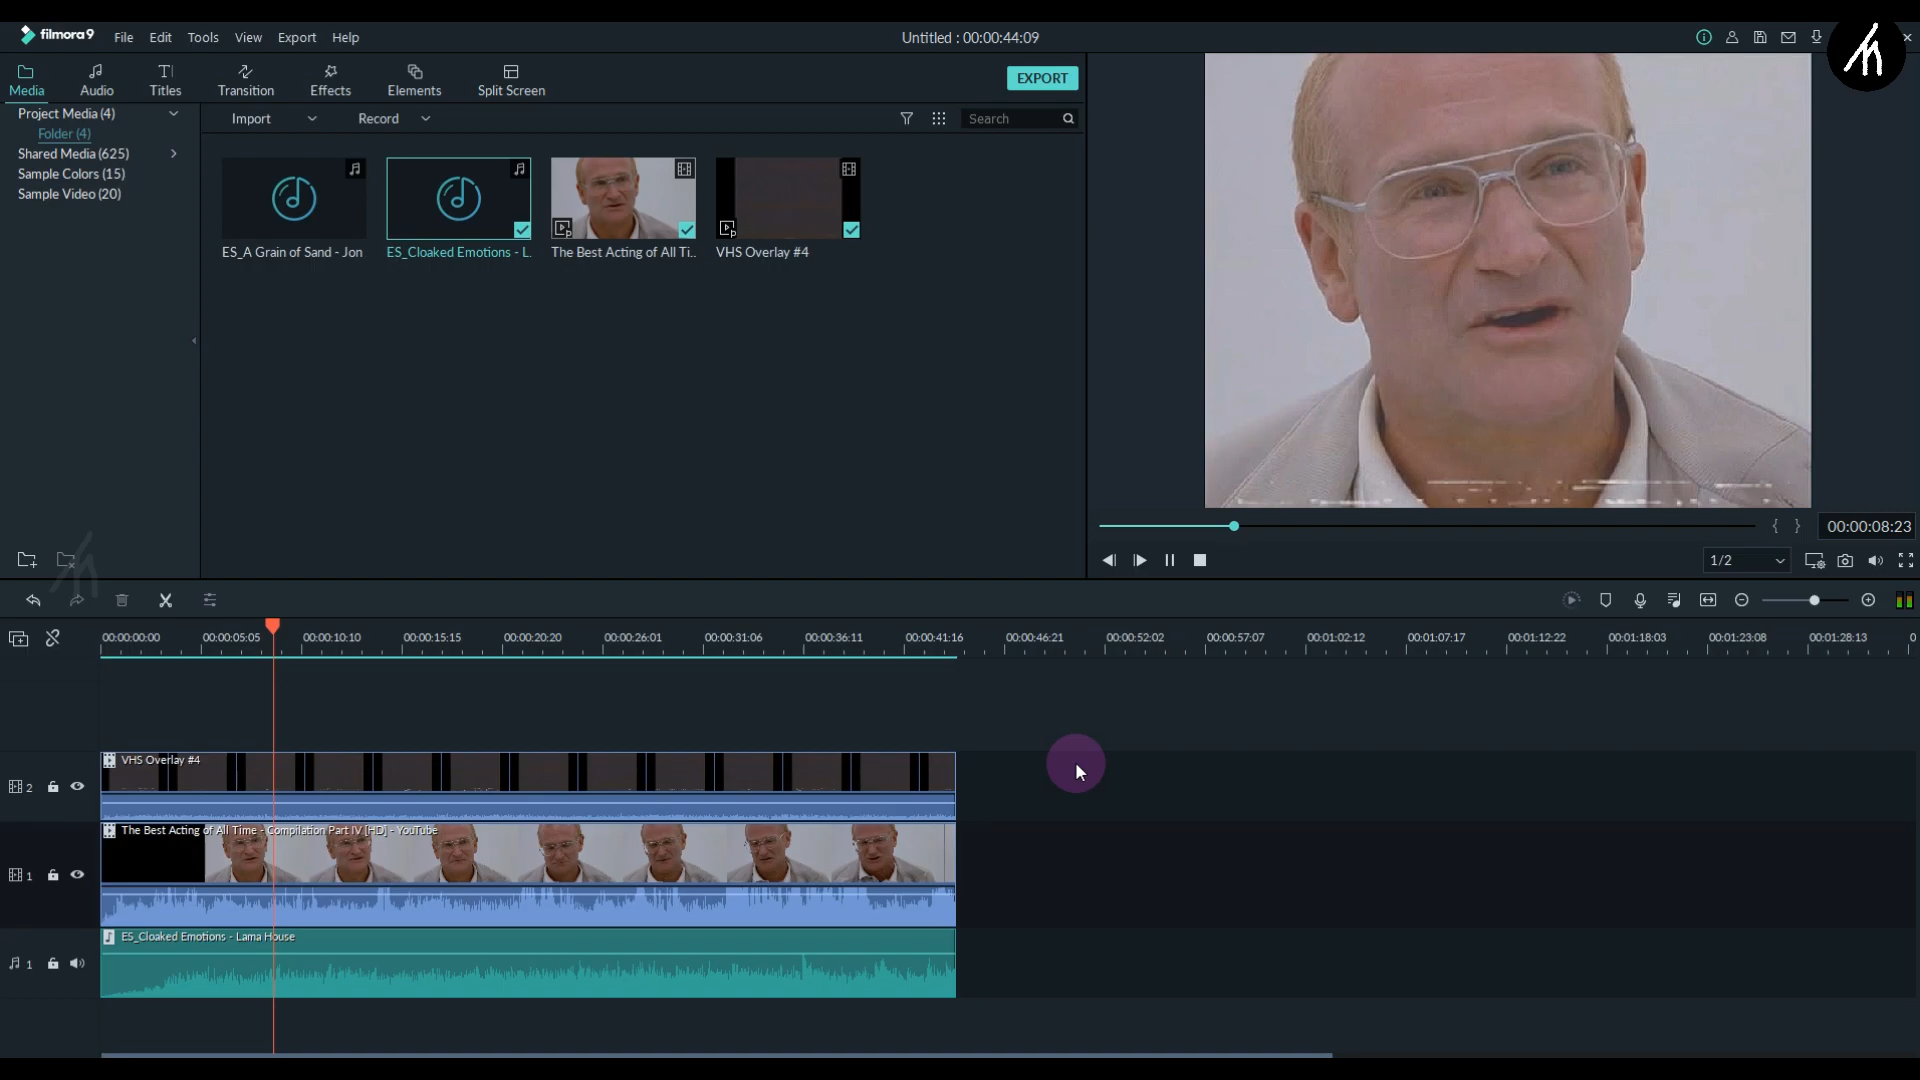 filmora9 File Edit Tools View Export Help Untitled : 00:00:44:09
Media Audio Titles Transition Effects Elements Split Screen EXPORT
Project Media (4) Import Record Search
Folder (4)
Shared Media (625)
Sample Colors (15)
Sample Video (20)
ES_A Grain of Sand - Jon ES_Cloaked Emotions - L. The Best Acting of All Ti.. VHS Overlay #4
00:00:08:23
1/2
00:00:00:00 00:00:05:05 00:00:10:10 00:00:15:15 00:00:20:20 00:00:26:01 00:00:31:06 00:00:36:11 00:00:41:16 00:00:46:21 00:00:52:02 00:00:57:07 00:01:02:12 00:01:07:17 00:01:12:22 00:01:18:03 00:01:23:08 00:01:28:13 0
VHS Overlay #4
2
The Best Acting of All Time - Compilation Part IV [HD] - YouTube
1
ES_Cloaked Emotions - Lama House
1